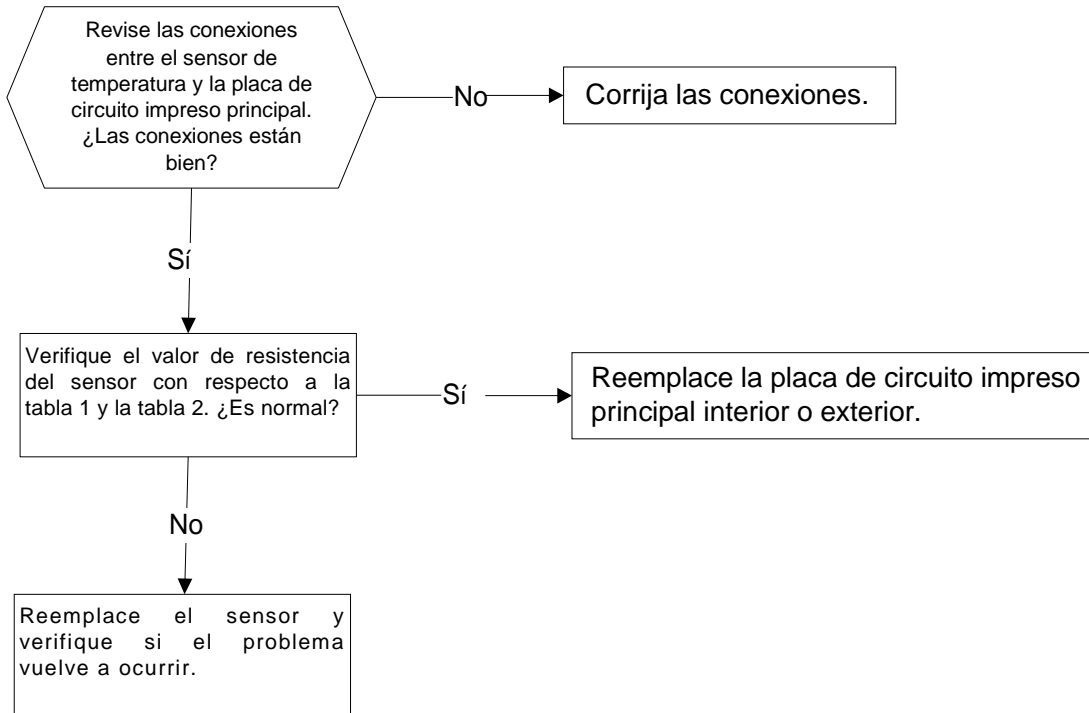 Revise las conexiones
entre el sensor de
temperatura y la placa de
circuito impreso principal.
¿Las conexiones están
bien?
No
Corrija las conexiones.
Sí
Verifique el valor de resistencia
del sensor con respecto a la
tabla 1 y la tabla 2. ¿Es normal?
Sí
Reemplace la placa de circuito impreso
principal interior o exterior.
No
Reemplace el sensor y
verifique si el problema
vuelve a ocurrir.